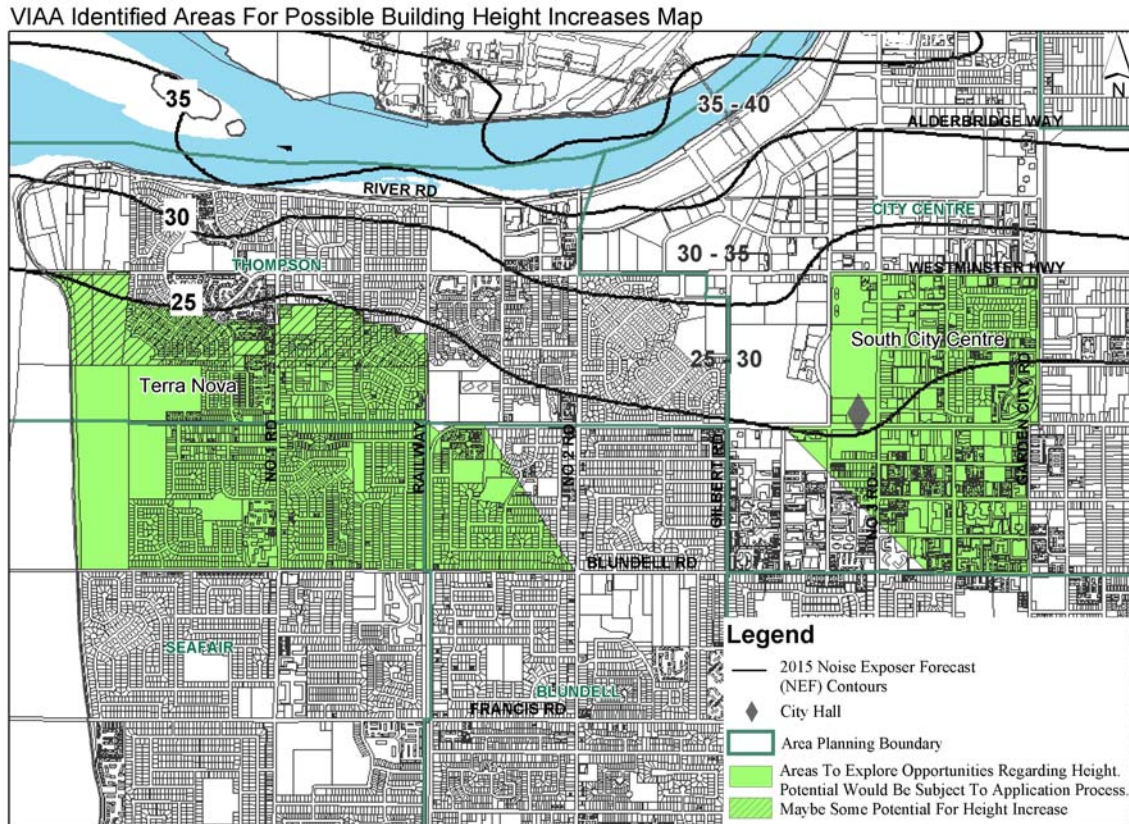 VIAA Identified Areas For Possible Building Height Increases Map
35
35 - 40
N
ALDERBRIDGE WAY
RIVER RD
30
CITY CENTRE
30 - 35
THOMPSON
WESTMINSTER HWY
25
South City Centre
25 - 30
Terra Nova
NO. 1 RD
RAILWAY
NO 2 RD
GILBERT RD
GARDEN CITY RD
BLUNDELL RD
SEAFAIR
BLUNDELL
FRANCIS RD
Legend
2015 Noise Exposer Forecast
(NEF) Contours
City Hall
Area Planning Boundary
Areas To Explore Opportunities Regarding Height.
Potential Would Be Subject To Application Process.
Maybe Some Potential For Height Increase